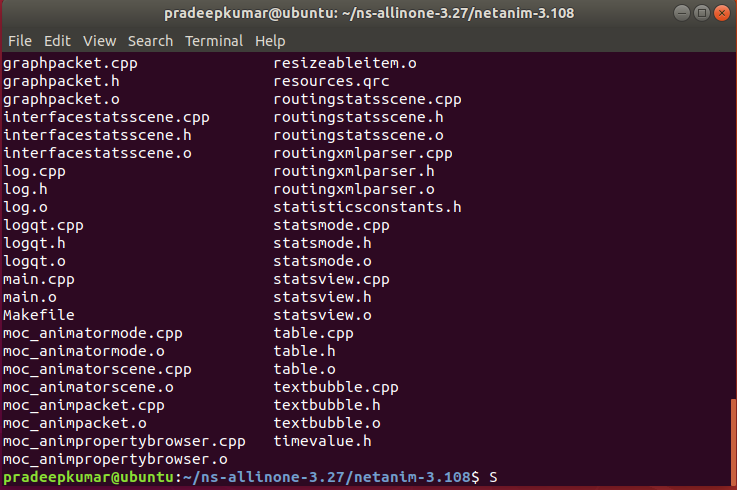 pradeepkumar@ubuntu: ~/ns-allinone-3.27/netanim-3.108
File Edit View Search Terminal Help
graphpacket.cpp resizeableitem.o
graphpacket.h resources.qrc
graphpacket.o routingstatsscene.cpp
interfacestatsscene.cpp routingstatsscene.h
interfacestatsscene.h routingstatsscene.o
interfacestatsscene.o routingxmlparser.cpp
log.cpp routingxmlparser.h
log.h routingxmlparser.o
log.o statisticsconstants.h
logqt.cpp statsmode.cpp
logqt.h statsmode.h
logqt.o statsmode.o
main.cpp statsview.cpp
main.o statsview.h
Makefile statsview.o
moc_animatormode.cpp table.cpp
moc_animatormode.o table.h
moc_animatorscene.cpp table.o
moc_animatorscene.o textbubble.cpp
moc_animpacket.cpp textbubble.h
moc_animpacket.o textbubble.o
moc_animpropertybrowser.cpp timevalue.h
moc_animpropertybrowser.o
pradeepkumar@ubuntu:~/ns-allinone-3.27/netanim-3.108$ S